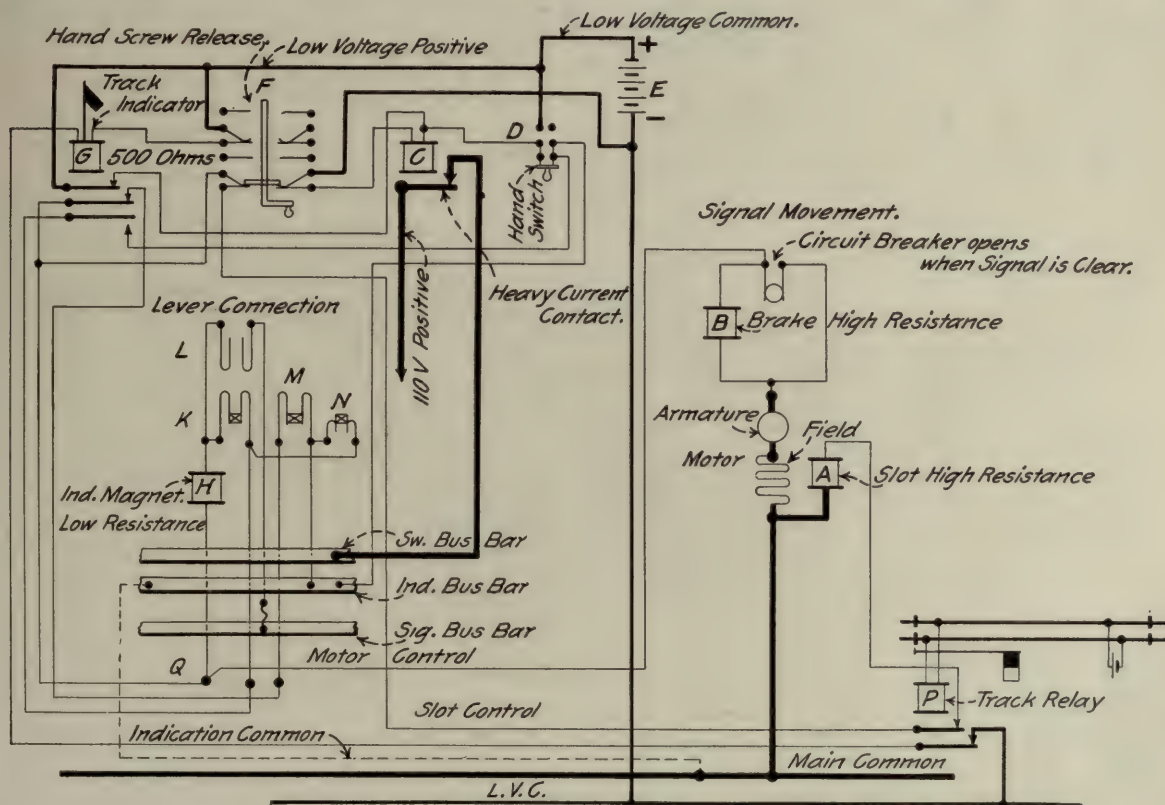 Low Voltage Common.
Hand Screw Release
Low Voltage Positive
+
F
E
Track
Indicator
-
D
G
500 Ohms
C
Hand
Switch
Signal Movement.
Circuit Breaker opens
when Signal is Clear.
Heavy Current
Contact.
Lever Connection
110 V Positive
B
Brake High Resistance
L
M
N
K
Armature
Field
Motor
H
Ind. Magnet.
Low Resistance
A
Slot High Resistance
Sw. Bus Bar
Ind. Bus Bar
Sig. Bus Bar
Motor Control
Q
P
Track Relay
Slot Control
Indication Common
Main Common
L.V.C.